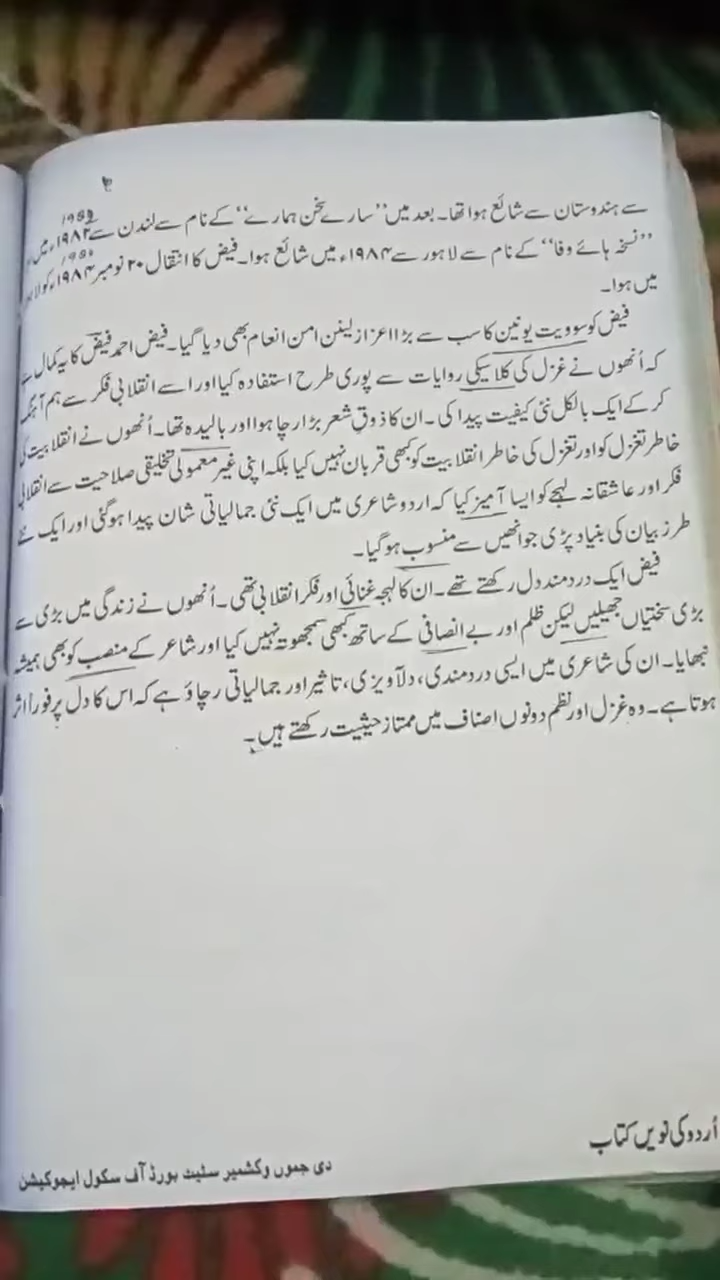 1982
سے ہندوستان سے شائع ہوا تھا۔ بعد میں ’’سارے سخن ہمارے‘‘ کے نام سے لندن سے ۱۹۸۲ء میں
’’نسخہ ہائے وفا‘‘ کے نام سے لاہور سے ۱۹۸۴ء میں شائع ہوا۔ فیض کا انتقال ۲۰ نومبر ۱۹۸۴ء کو
میں ہوا۔
فیض کو سوویت یونین کا سب سے بڑا اعزاز لینن امن انعام بھی دیا گیا۔ فیض احمد فیض کا یہ کمال ہے
کہ اُنھوں نے غزل کی کلاسیکی روایات سے پوری طرح استفادہ کیا اور اسے انقلابی فکر سے ہم آہنگ
کر کے ایک بالکل نئی کیفیت پیدا کی۔ ان کا ذوقِ شعر بڑا رچا ہوا اور بالیدہ تھا۔ اُنھوں نے انقلابیت کی
خاطر تغزل کو اور تغزل کی خاطر انقلابیت کو کبھی قربان نہیں کیا بلکہ اپنی غیر معمولی تخلیقی صلاحیت سے انقلابی
فکر اور عاشقانہ لہجے کو ایسا آمیز کیا کہ اردو شاعری میں ایک نئی جمالیاتی شان پیدا ہوگئی اور ایک نئے
طرز بیان کی بنیاد پڑی جو انھیں سے منسوب ہو گیا۔
فیض ایک درد مند دل رکھتے تھے۔ ان کا لہجہ غنائی اور فکر انقلابی تھی۔ اُنھوں نے زندگی میں بڑی سے
بڑی سختیاں جھیلیں لیکن ظلم اور بے انصافی کے ساتھ کبھی سمجھوتہ نہیں کیا اور شاعر کے منصب کو بھی ہمیشہ
نبھایا۔ ان کی شاعری میں ایسی درد مندی، دلآویزی، تاثیر اور جمالیاتی رچاؤ ہے کہ اس کا دل پر فوراً اثر
ہوتا ہے۔ وہ غزل اور نظم دونوں اصناف میں ممتاز حیثیت رکھتے ہیں۔
اُردو کی نویں کتاب
دی جموں و کشمیر سٹیٹ بورڈ آف سکول ایجوکیشن